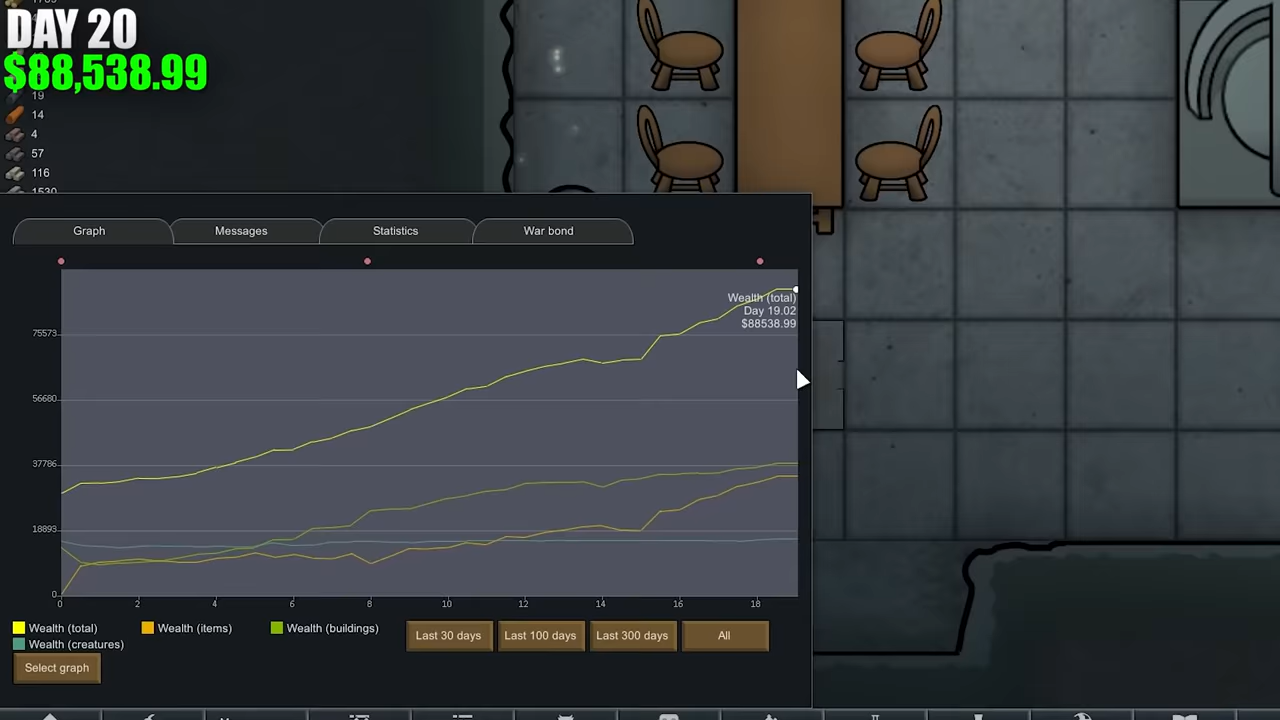 DAY 20
$88,538.99
19
14
4
57
116
1530
Graph
Messages
Statistics
War bond
Wealth (total)
Day 19.02
$88538.99
75573
56680
37786
18893
0
0 2 4 6 8 10 12 14 16 18
Wealth (total)
Wealth (items)
Wealth (buildings)
Wealth (creatures)
Last 30 days
Last 100 days
Last 300 days
All
Select graph